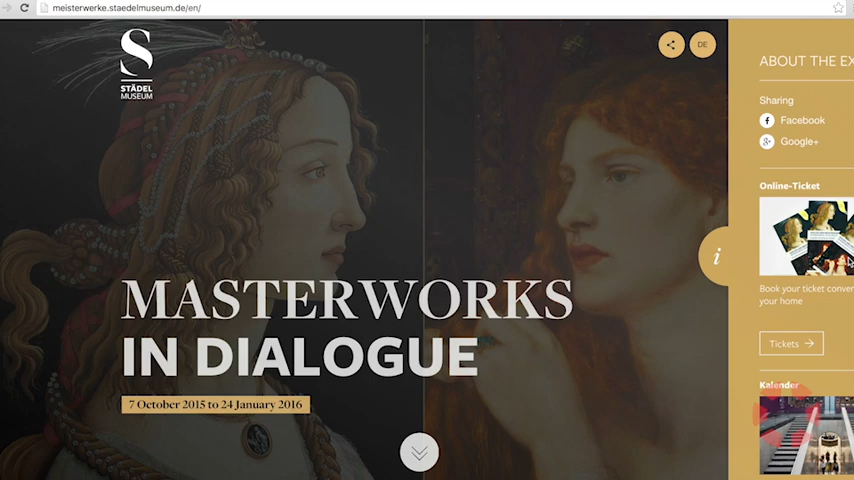 meisterwerke.staedelmuseum.de/en/
STÄDEL
MUSEUM
DE
MASTERWORKS
IN DIALOGUE
7 October 2015 to 24 January 2016
i
ABOUT THE EX
Sharing
f Facebook
g+ Google+
Online-Ticket
Book your ticket conven
your home
Tickets
Kalender